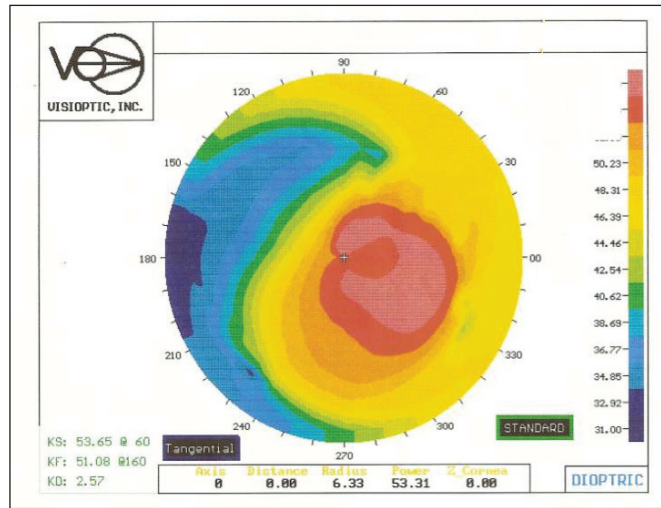 VO
VISIOPTIC, INC.
90
120
60
150
30
180
00
210
330
240
300
270
50.23
48.31
46.39
44.46
42.54
40.62
38.69
36.77
34.85
32.92
31.00
KS: 53.65 @ 60
KF: 51.08 @160
KD: 2.57
Tangential
STANDARD
Axis Distance Radius Power Z_Cornea
0 0.00 6.33 53.31 0.00
DIOPTRIC